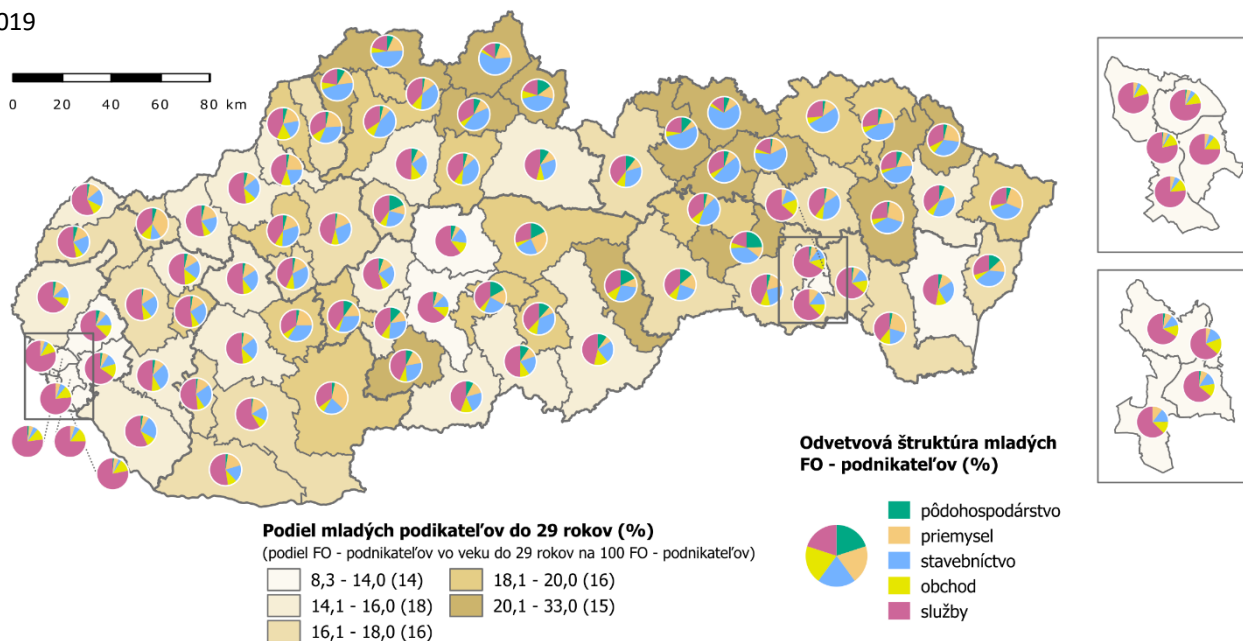 019
0 20 40 60 80 km
Odvetvová štruktúra mladých
FO - podnikateľov (%)
pôdohospodárstvo
priemysel
stavebníctvo
obchod
služby
Podiel mladých podikateľov do 29 rokov (%)
(podiel FO - podnikateľov vo veku do 29 rokov na 100 FO - podnikateľov)
8,3 - 14,0 (14)
14,1 - 16,0 (18)
16,1 - 18,0 (16)
18,1 - 20,0 (16)
20,1 - 33,0 (15)